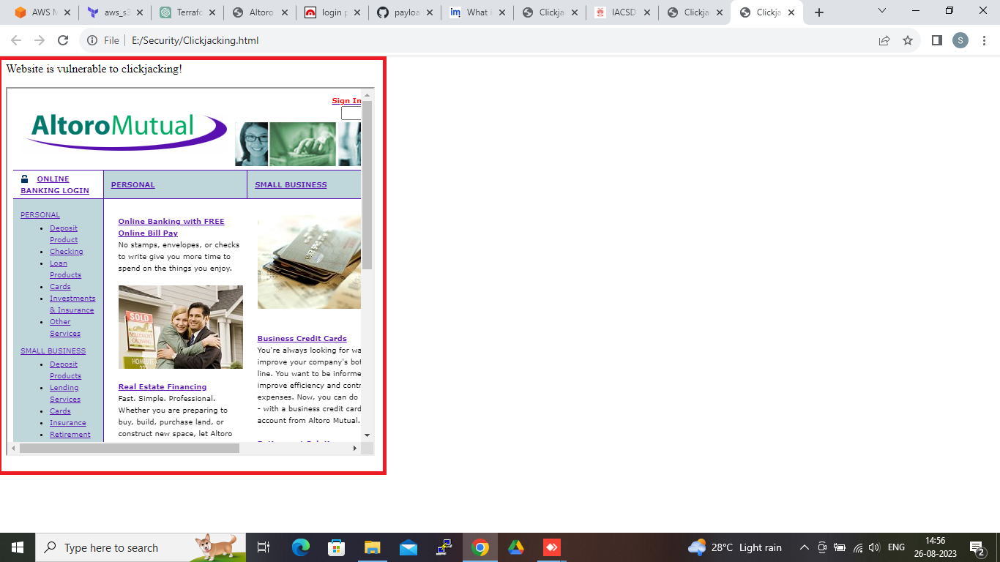 AWS M
aws_s3
Terrafo
Altoro
login p
payloa
What i
Clickja
IACSD
Clickja
Clickja
File
E:/Security/Clickjacking.html
S
Website is vulnerable to clickjacking!
Sign In
AltoroMutual
ONLINE
BANKING LOGIN
PERSONAL
SMALL BUSINESS
PERSONAL
Deposit
Product
Checking
Loan
Products
Cards
Investments
& Insurance
Other
Services
SMALL BUSINESS
Deposit
Products
Lending
Services
Cards
Insurance
Retirement
Online Banking with FREE
Online Bill Pay
No stamps, envelopes, or checks
to write give you more time to
spend on the things you enjoy.
SOLD
HOMESITE
Real Estate Financing
Fast. Simple. Professional.
Whether you are preparing to
buy, build, purchase land, or
construct new space, let Altoro
Business Credit Cards
You're always looking for wa
improve your company's bot
line. You want to be informe
improve efficiency and contr
expenses. Now, you can do
- with a business credit card
account from Altoro Mutual.
Type here to search
28°C Light rain
ENG
14:56
26-08-2023
2